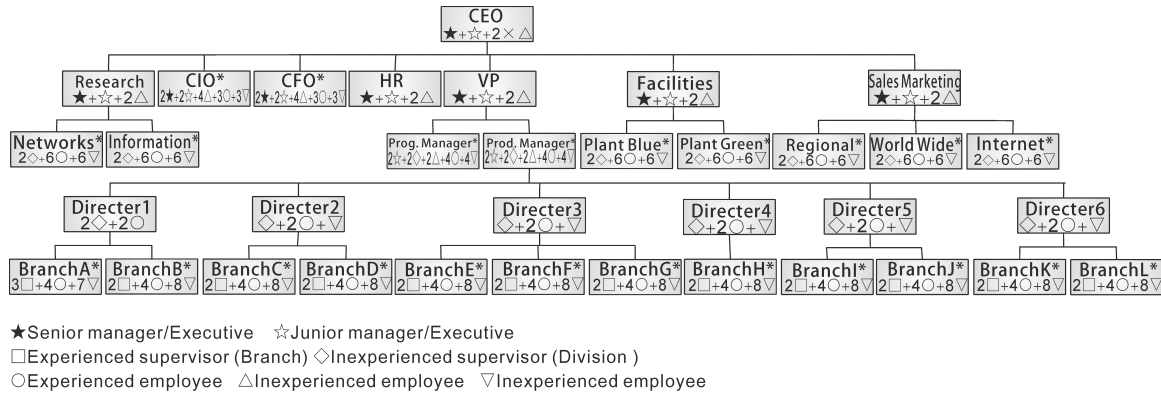 CEO
★+☆+2×△
Research
★+☆+2△
CIO*
2★+2☆+4△+3○+3▽
CFO*
2★+2☆+4△+3○+3▽
HR
★+☆+2△
VP
★+☆+2△
Facilities
★+☆+2△
Sales Marketing
★+☆+2△
Networks*
2◇+6○+6▽
Information*
2◇+6○+6▽
Prog. Manager*
2☆+2◇+2△+4○+4▽
Prod. Manager*
2☆+2◇+2△+4○+4▽
Plant Blue*
2◇+6○+6▽
Plant Green*
2◇+6○+6▽
Regional*
2◇+6○+6▽
World Wide*
2◇+6○+6▽
Internet*
2◇+6○+6▽
Directer1
2◇+2○
Directer2
◇+2○+▽
Directer3
◇+2○+▽
Directer4
◇+2○+▽
Directer5
◇+2○+▽
Directer6
◇+2○+▽
BranchA*
3□+4○+7▽
BranchB*
2□+4○+8▽
BranchC*
2□+4○+8▽
BranchD*
2□+4○+8▽
BranchE*
2□+4○+8▽
BranchF*
2□+4○+8▽
BranchG*
2□+4○+8▽
BranchH*
2□+4○+8▽
BranchI*
2□+4○+8▽
BranchJ*
2□+4○+8▽
BranchK*
2□+4○+8▽
BranchL*
2□+4○+8▽
★Senior manager/Executive ☆Junior manager/Executive
□Experienced supervisor (Branch) ◇Inexperienced supervisor (Division )
○Experienced employee △Inexperienced employee ▽Inexperienced employee